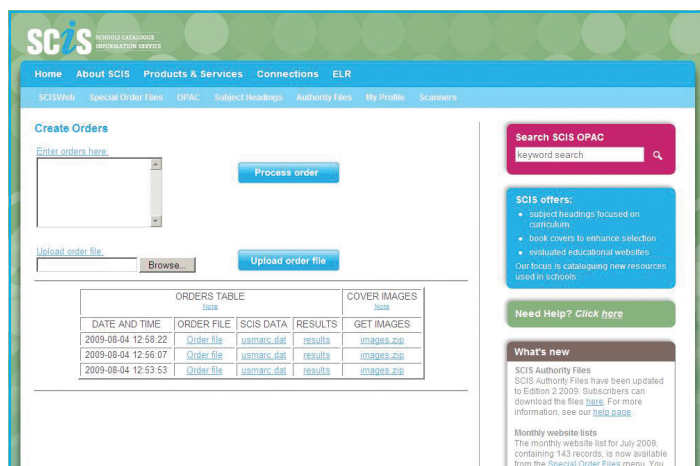 SCiS SCHOOLS CATALOGUE
INFORMATION SERVICE
Home About SCIS Products & Services Connections ELR
SCISWeb Special Order Files OPAC Subject Headings Authority Files My Profile Scanners
Create Orders
Enter orders here:
Process order
Upload order file:
Browse...
Upload order file
ORDERS TABLE COVER IMAGES
Note Note
DATE AND TIME ORDER FILE SCIS DATA RESULTS GET IMAGES
2009-08-04 12:58:22 Order file usmarc.dat results images.zip
2009-08-04 12:56:07 Order file usmarc.dat results images.zip
2009-08-04 12:53:53 Order file usmarc.dat results images.zip
Search SCIS OPAC
keyword search
SCIS offers:
• subject headings focused on
curriculum
• book covers to enhance selection
• evaluated educational websites
Our focus is cataloguing new resources
used in schools
Need Help? Click here
What's new
SCIS Authority Files
SCIS Authority Files have been updated
to Edition 2 2009. Subscribers can
download the files here. For more
information, see our help page.
Monthly website lists
The monthly website list for July 2009,
containing 143 records, is now available
from the Special Order Files menu. You